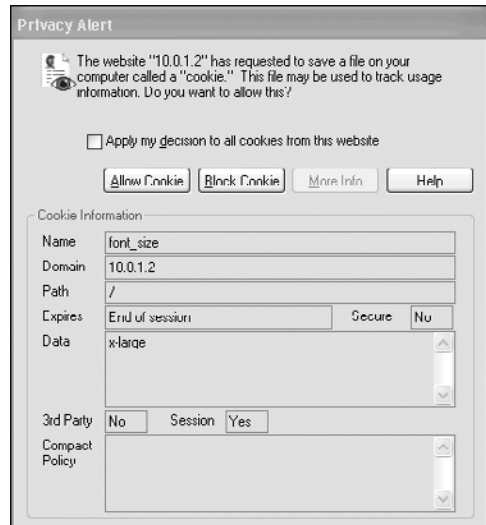 Privacy Alert
The website "10.0.1.2" has requested to save a file on your
computer called a "cookie." This file may be used to track usage
information. Do you want to allow this?
Apply my decision to all cookies from this website
Allow Cookie Block Cookie More Info Help
Cookie Information
Name font_size
Domain 10.0.1.2
Path /
Expires End of session Secure No
Data x-large
3rd Party No Session Yes
Compact
Policy